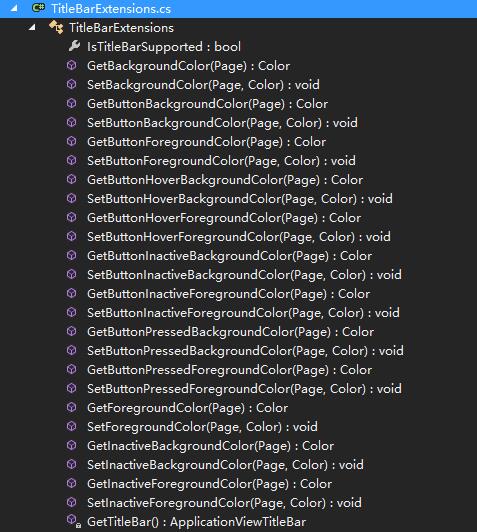 TitleBarExtensions.cs
TitleBarExtensions
IsTitleBarSupported : bool
GetBackgroundColor(Page) : Color
SetBackgroundColor(Page, Color) : void
GetButtonBackgroundColor(Page) : Color
SetButtonBackgroundColor(Page, Color) : void
GetButtonForegroundColor(Page) : Color
SetButtonForegroundColor(Page, Color) : void
GetButtonHoverBackgroundColor(Page) : Color
SetButtonHoverBackgroundColor(Page, Color) : void
GetButtonHoverForegroundColor(Page) : Color
SetButtonHoverForegroundColor(Page, Color) : void
GetButtonInactiveBackgroundColor(Page) : Color
SetButtonInactiveBackgroundColor(Page, Color) : void
GetButtonInactiveForegroundColor(Page) : Color
SetButtonInactiveForegroundColor(Page, Color) : void
GetButtonPressedBackgroundColor(Page) : Color
SetButtonPressedBackgroundColor(Page, Color) : void
GetButtonPressedForegroundColor(Page) : Color
SetButtonPressedForegroundColor(Page, Color) : void
GetForegroundColor(Page) : Color
SetForegroundColor(Page, Color) : void
GetInactiveBackgroundColor(Page) : Color
SetInactiveBackgroundColor(Page, Color) : void
GetInactiveForegroundColor(Page) : Color
SetInactiveForegroundColor(Page, Color) : void
GetTitleBar() : ApplicationViewTitleBar